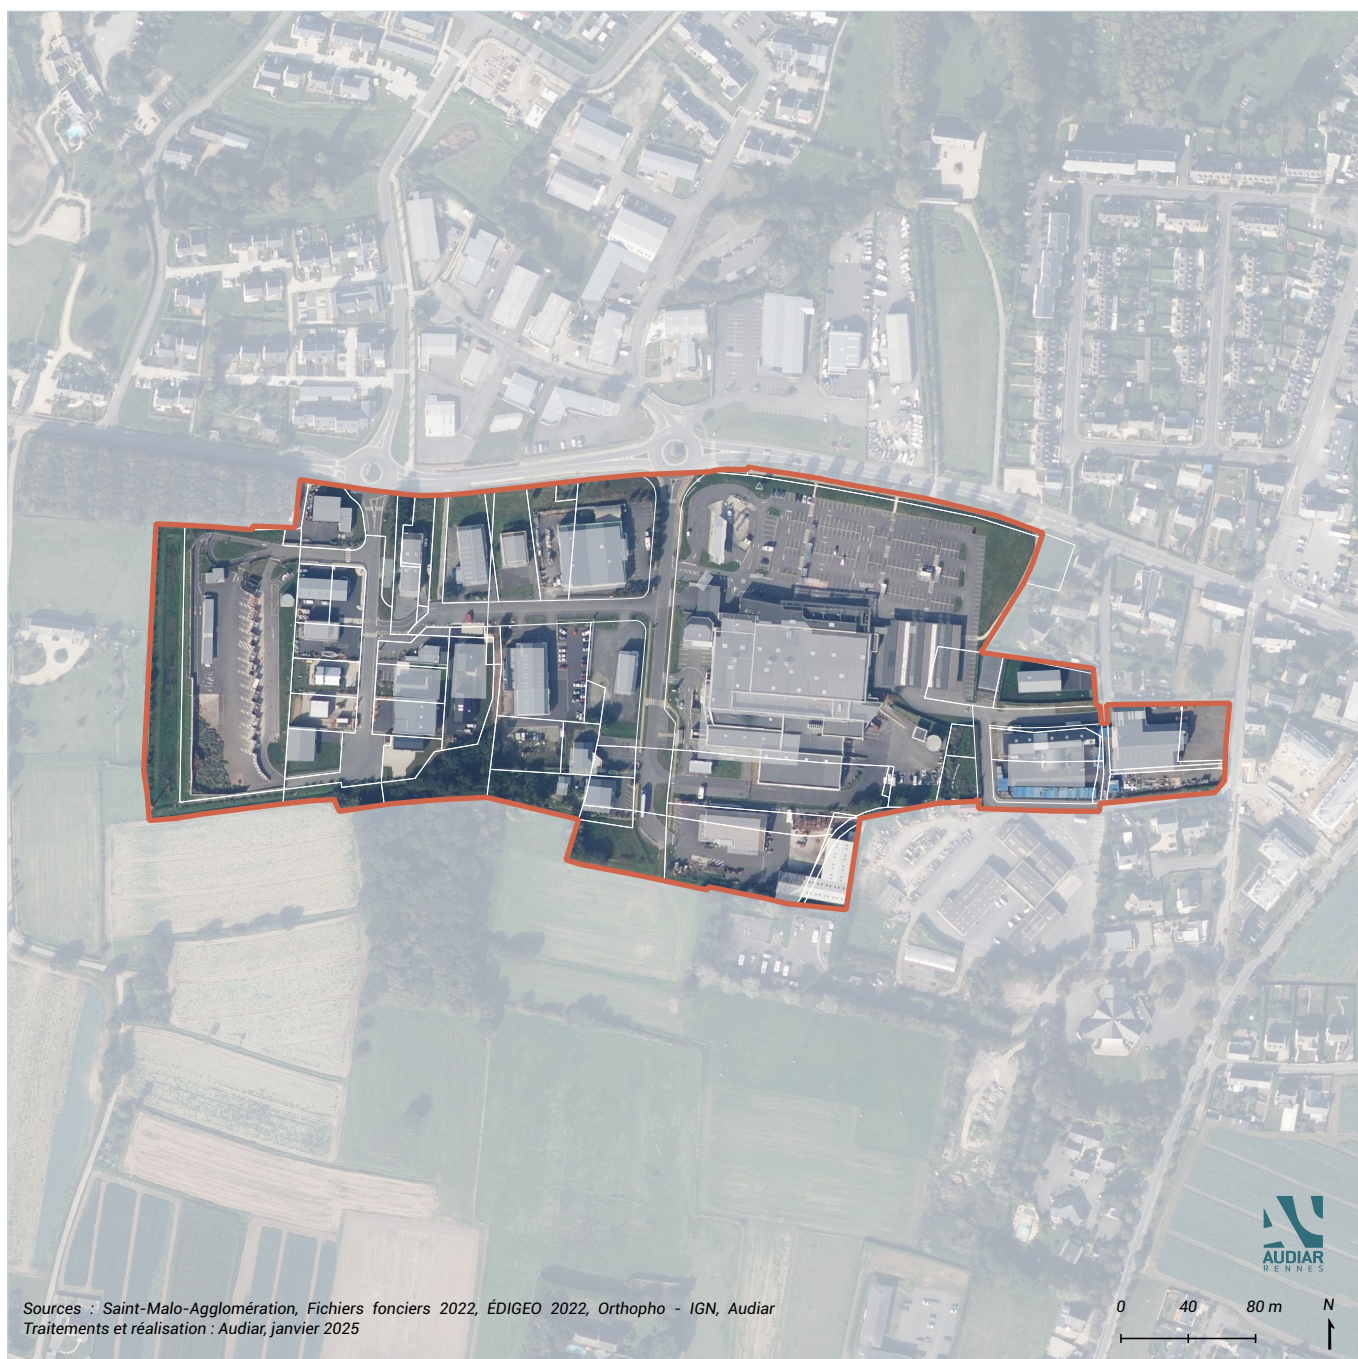 AUDIAR
RENNES
Sources : Saint-Malo-Agglomération, Fichiers fonciers 2022, ÉDIGEO 2022, Orthopho - IGN, Audiar
Traitements et réalisation : Audiar, janvier 2025
0 40 80 m N